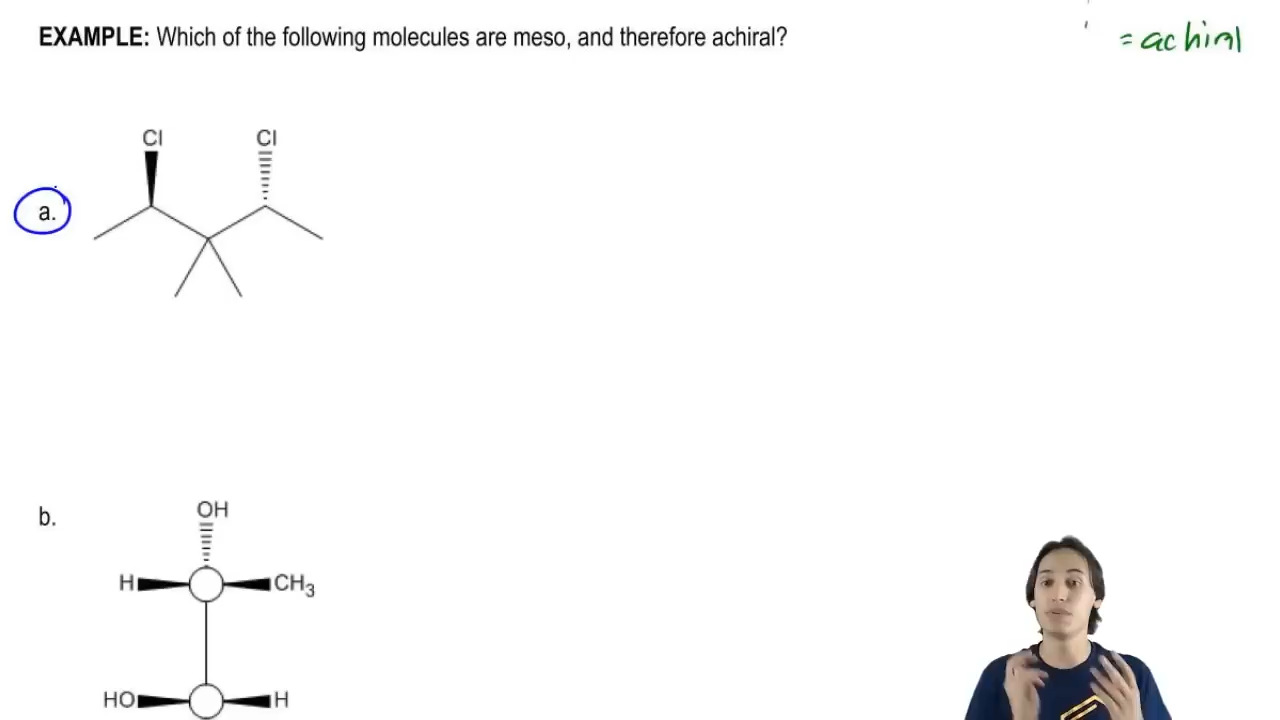 EXAMPLE: Which of the following molecules are meso, and therefore achiral?
= achiral
Cl Cl
a.
b.
OH
H CH3
HO H